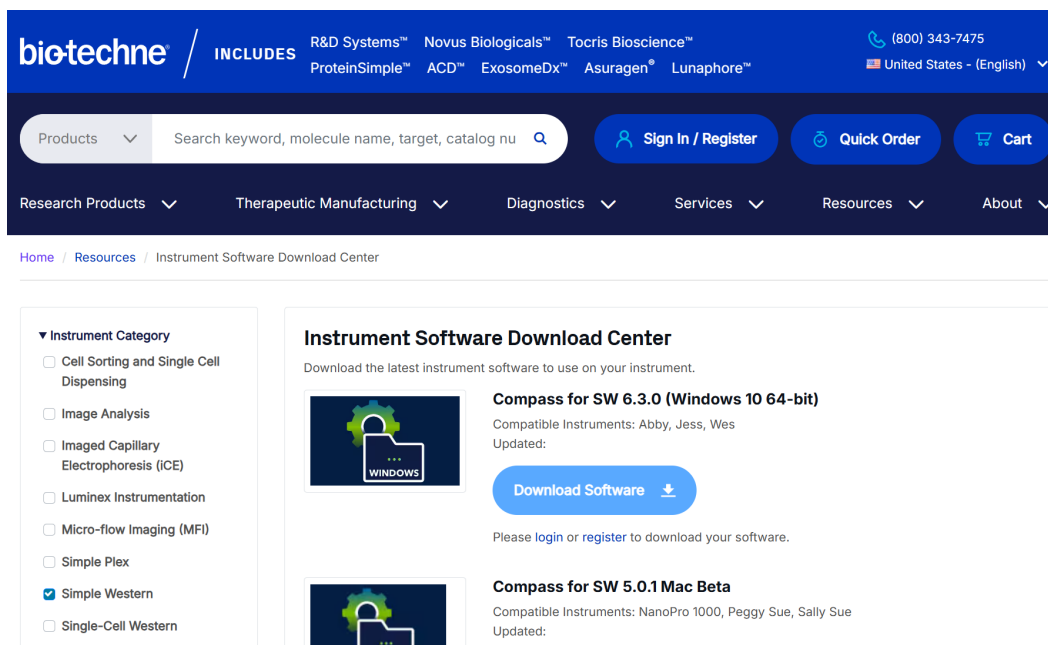 biotechne®
INCLUDES
R&D Systems™ Novus Biologicals™ Tocris Bioscience™
ProteinSimple™ ACD™ ExosomeDx™ Asuragen® Lunaphore™
(800) 343-7475
United States - (English)
Products
Search keyword, molecule name, target, catalog nu
Sign In / Register
Quick Order
Cart
Research Products
Therapeutic Manufacturing
Diagnostics
Services
Resources
About
Home / Resources / Instrument Software Download Center
Instrument Category
Cell Sorting and Single Cell
Dispensing
Image Analysis
Imaged Capillary
Electrophoresis (iCE)
Luminex Instrumentation
Micro-flow Imaging (MFI)
Simple Plex
Simple Western
Single-Cell Western
Instrument Software Download Center
Download the latest instrument software to use on your instrument.
WINDOWS
Compass for SW 6.3.0 (Windows 10 64-bit)
Compatible Instruments: Abby, Jess, Wes
Updated:
Download Software
Please login or register to download your software.
Compass for SW 5.0.1 Mac Beta
Compatible Instruments: NanoPro 1000, Peggy Sue, Sally Sue
Updated: